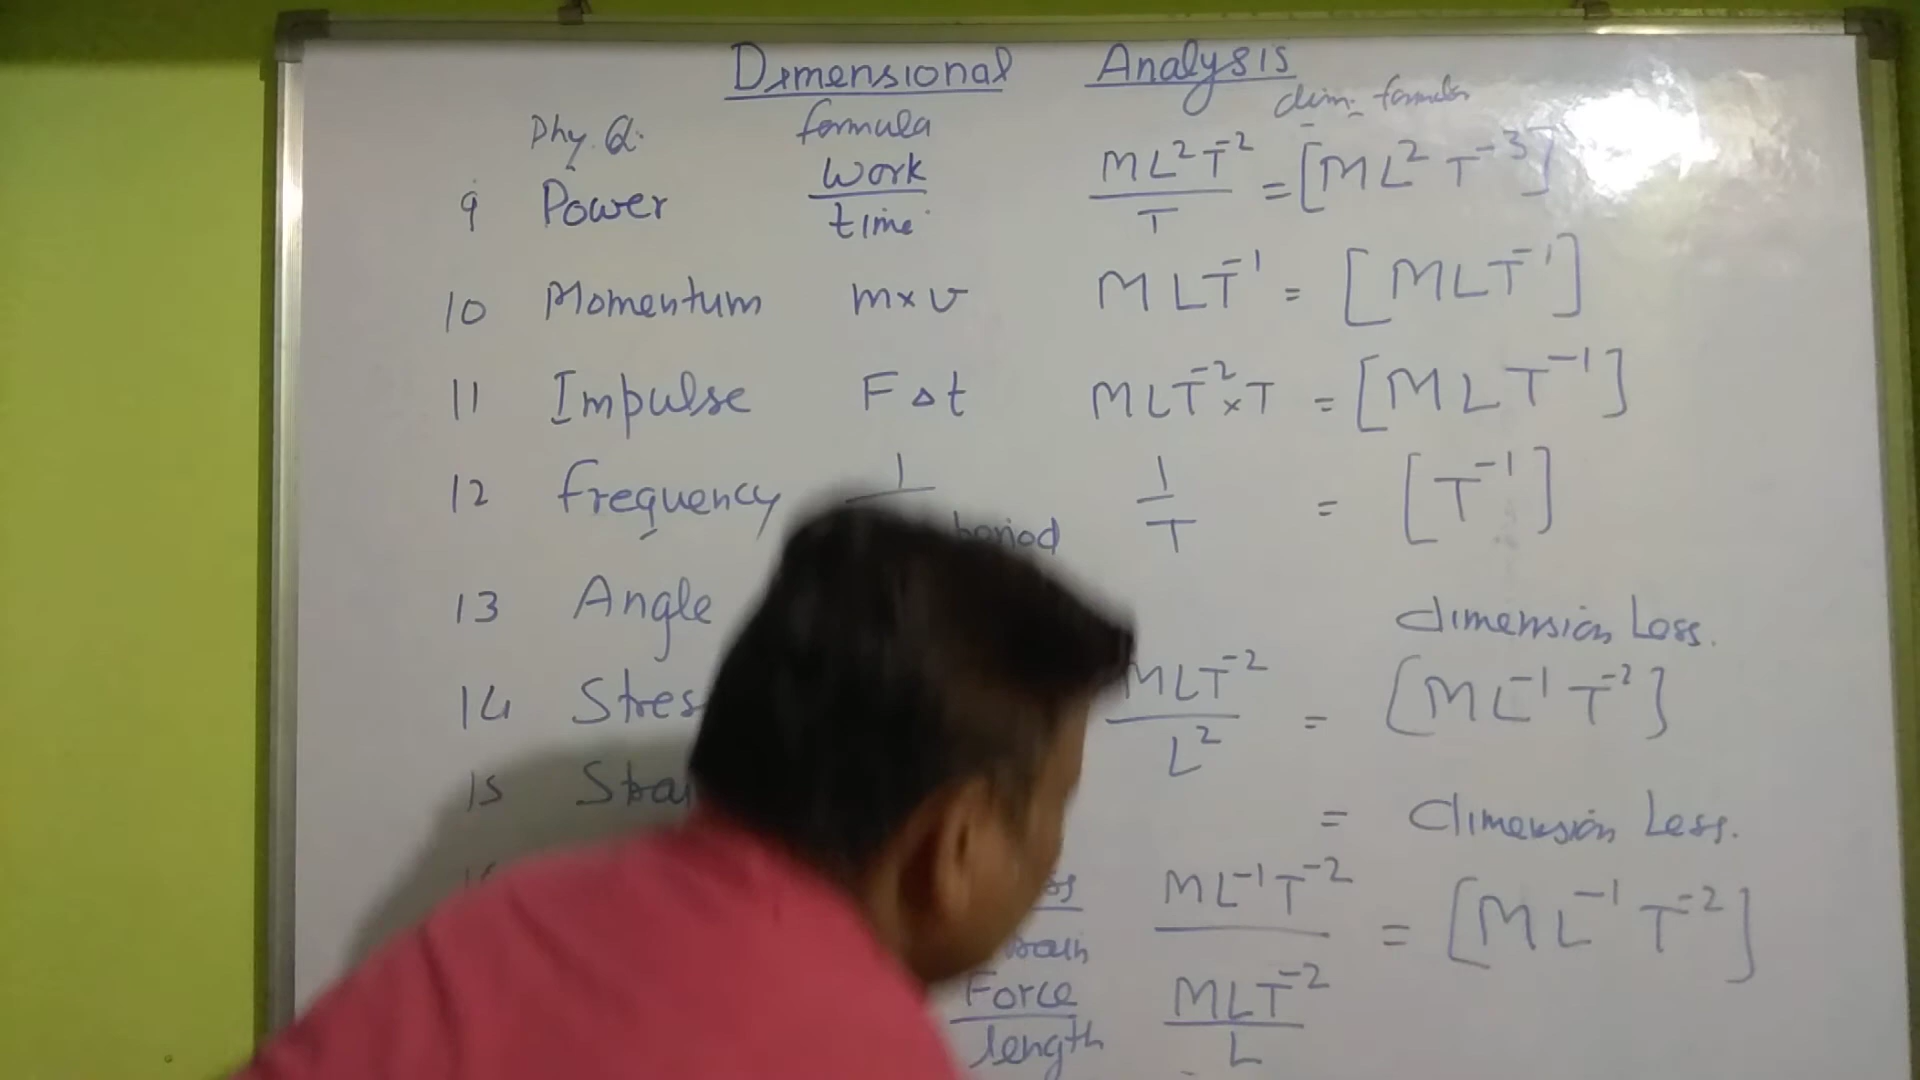 Dimensional Analysis
Phy. Q. formula dim. formula
9 Power Work/time ML²T⁻²/T = [ML²T⁻³]
10 Momentum m×v MLT⁻¹ = [MLT⁻¹]
11 Impulse FΔt MLT⁻²×T = [MLT⁻¹]
12 frequency 1/ period 1/T = [T⁻¹]
13 Angle dimension Less.
14 Stres MLT⁻²/L² = [ML⁻¹T⁻²]
15 Stra = dimension Less.
ML⁻¹T⁻² = [ML⁻¹T⁻²]
Force/length MLT⁻²/L